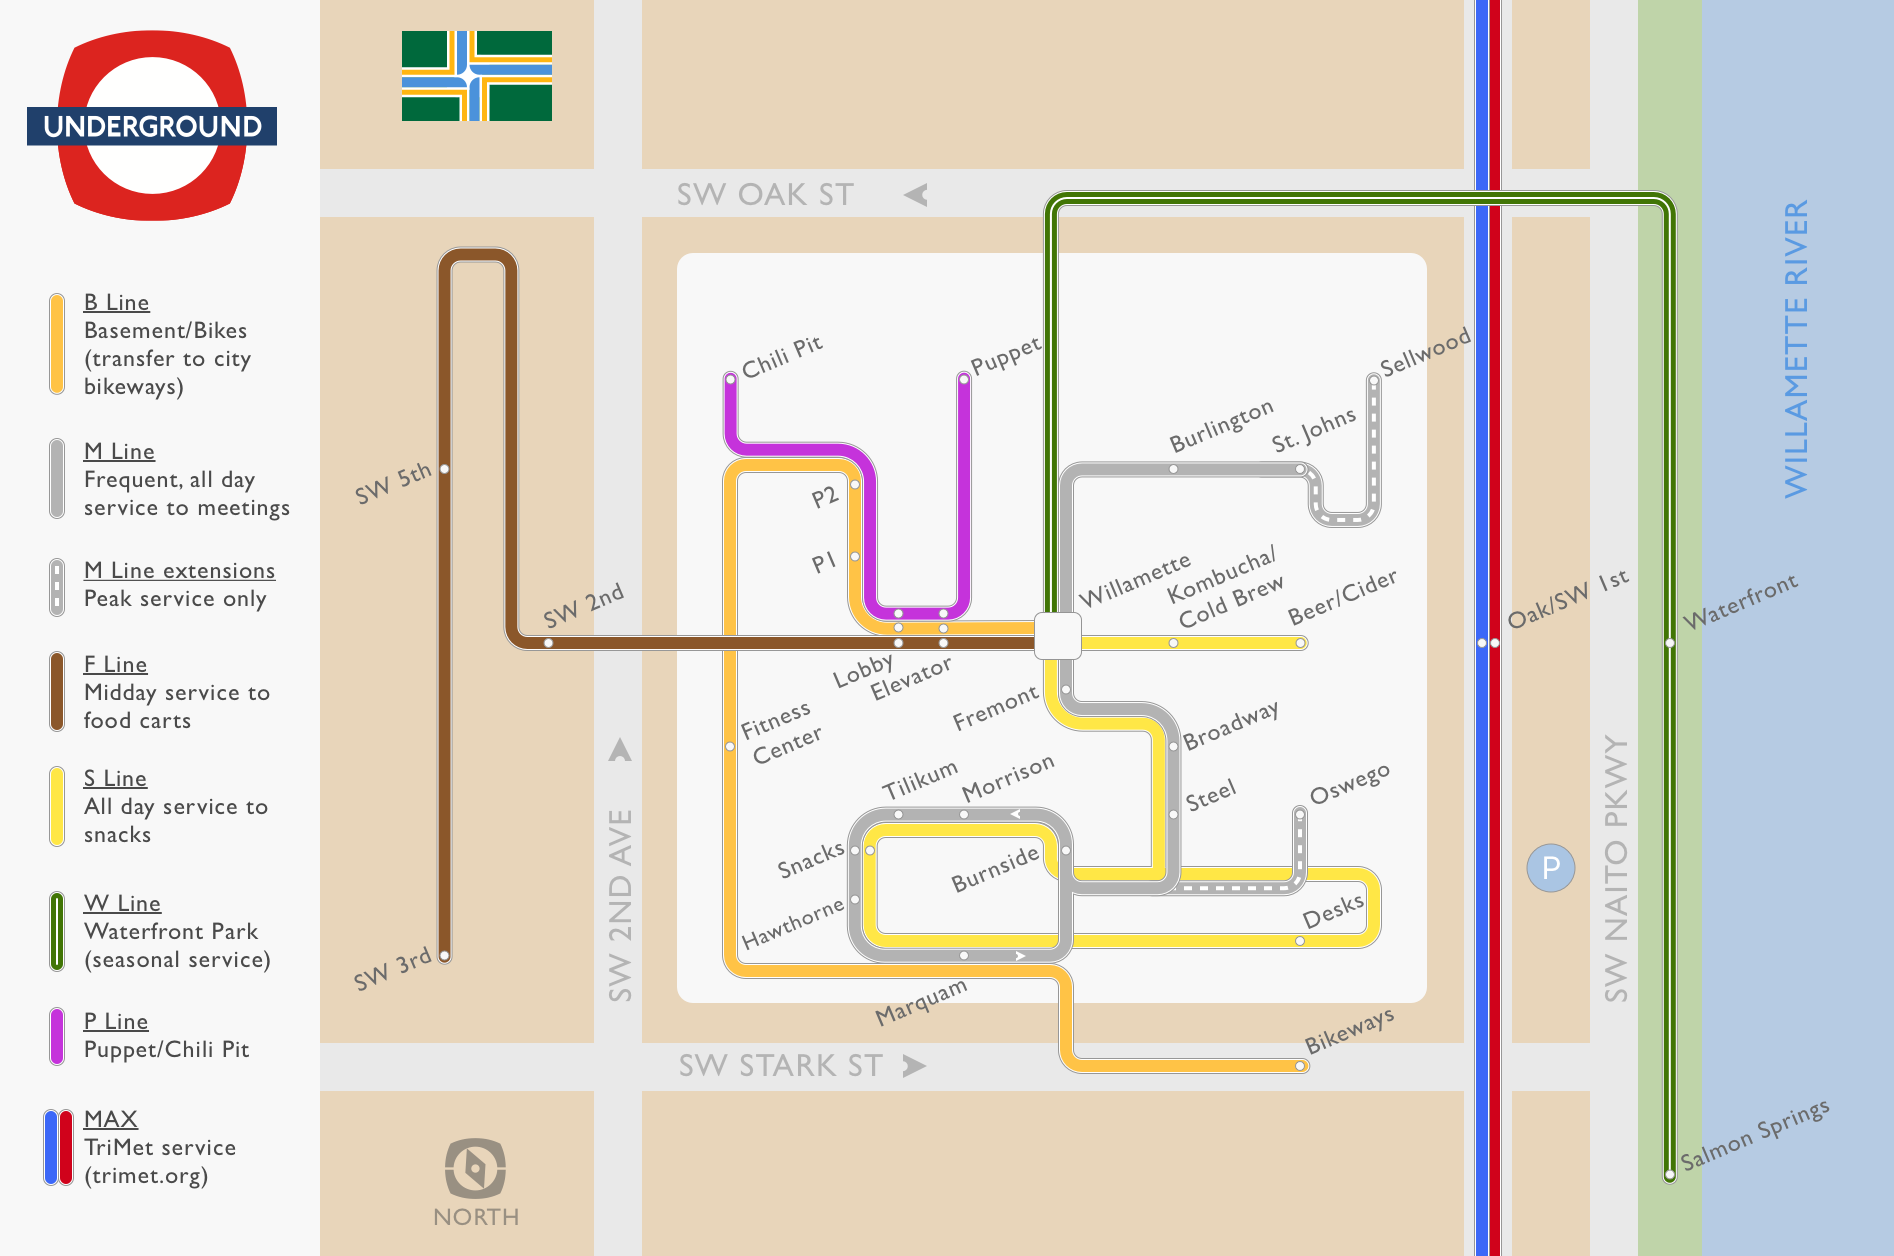 UNDERGROUND
B Line
Basement/Bikes
(transfer to city
bikeways)
M Line
Frequent, all day
service to meetings
M Line extensions
Peak service only
F Line
Midday service to
food carts
S Line
All day service to
snacks
W Line
Waterfront Park
(seasonal service)
P Line
Puppet/Chili Pit
MAX
TriMet service
(trimet.org)
SW OAK ST
WILLAMETTE RIVER
Chili Pit
Puppet
Sellwood
Burlington
St. Johns
SW 5th
P2
P1
Willamette
Kombucha/
Cold Brew
Beer/Cider
SW 2nd
Oak/SW 1st
Waterfront
Lobby
Elevator
Fremont
Fitness
Center
Broadway
Tilikum
Morrison
Steel
Oswego
Snacks
Burnside
Hawthorne
Desks
P
SW 2ND AVE
SW NAITO PKWY
SW 3rd
Marquam
Bikeways
SW STARK ST
Salmon Springs
NORTH